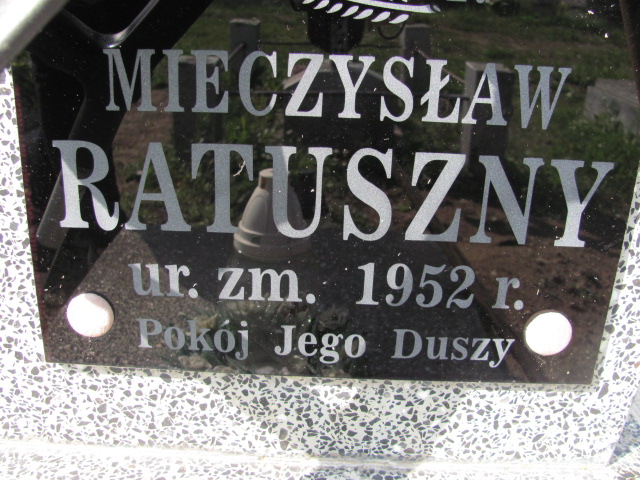 MIECZYSŁAW
RATUSZNY
ur. zm. 1952 r.
Pokój Jego Duszy